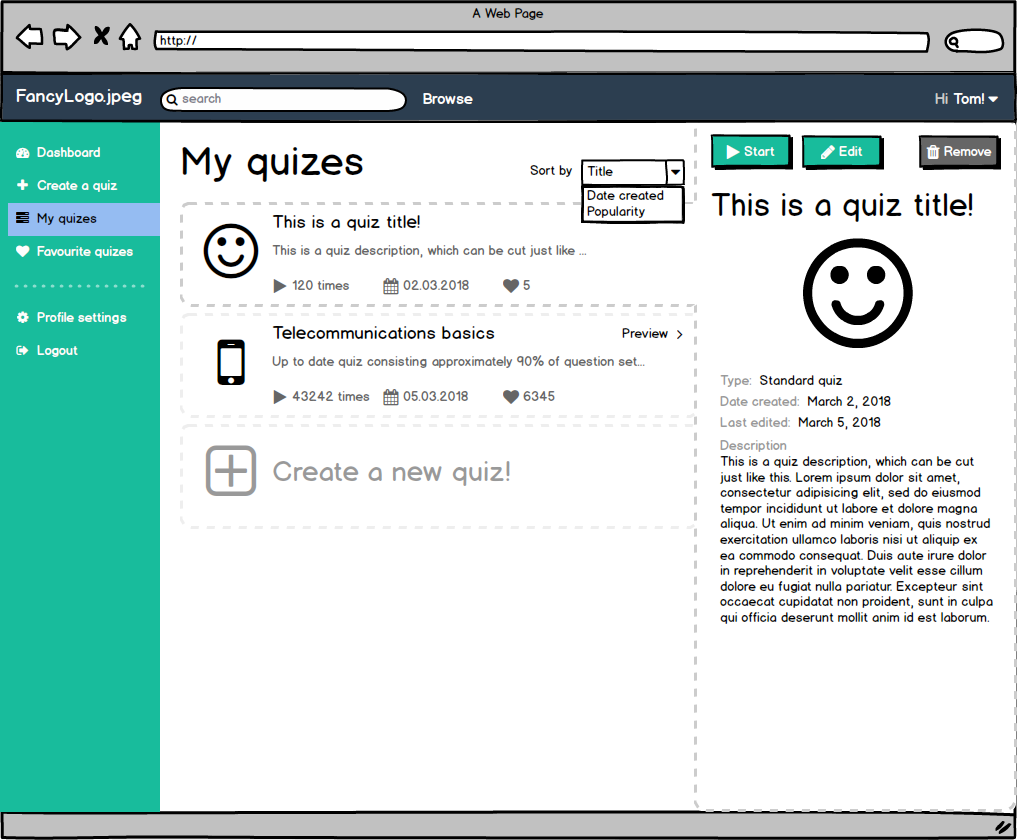 A Web Page
http://
FancyLogo.jpeg
search
Browse
Hi Tom!
Dashboard
Create a quiz
My quizes
Favourite quizes
Profile settings
Logout
My quizes
Sort by
Title
Date created
Popularity
This is a quiz title!
This is a quiz description, which can be cut just like ...
120 times
02.03.2018
5
Telecommunications basics
Preview
Up to date quiz consisting approximately 90% of question set...
43242 times
05.03.2018
6345
Create a new quiz!
Start
Edit
Remove
This is a quiz title!
Type: Standard quiz
Date created: March 2, 2018
Last edited: March 5, 2018
Description
This is a quiz description, which can be cut
just like this. Lorem ipsum dolor sit amet,
consectetur adipisicing elit, sed do eiusmod
tempor incididunt ut labore et dolore magna
aliqua. Ut enim ad minim veniam, quis nostrud
exercitation ullamco laboris nisi ut aliquip ex
ea commodo consequat. Duis aute irure dolor
in reprehenderit in voluptate velit esse cillum
dolore eu fugiat nulla pariatur. Excepteur sint
occaecat cupidatat non proident, sunt in culpa
qui officia deserunt mollit anim id est laborum.